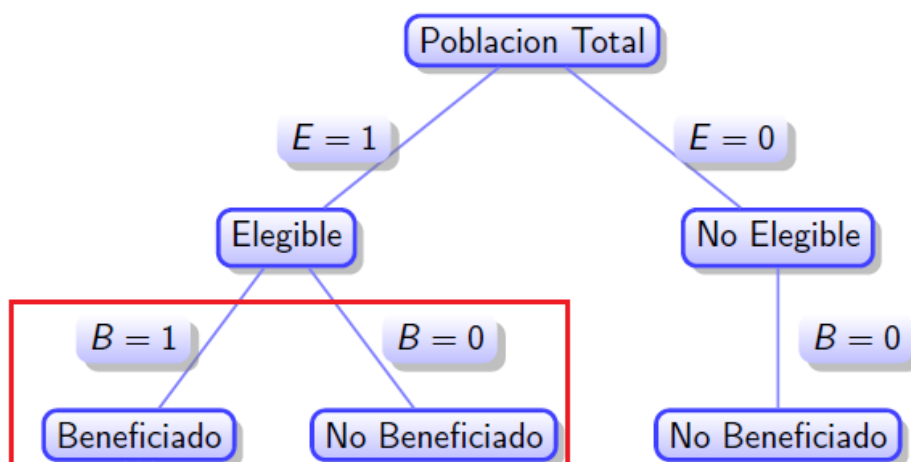 Poblacion Total
E = 1
E = 0
Elegible
No Elegible
B = 1
B = 0
B = 0
Beneficiado
No Beneficiado
No Beneficiado